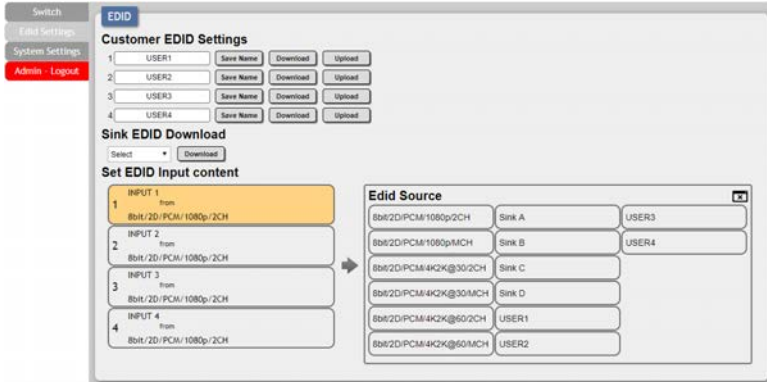 Switch
Edid Settings
System Settings
Admin - Logout
EDID
Customer EDID Settings
1 USER1 Save Name Download Upload
2 USER2 Save Name Download Upload
3 USER3 Save Name Download Upload
4 USER4 Save Name Download Upload
Sink EDID Download
Select Download
Set EDID Input content
INPUT 1
1 from
8bit/2D/PCM/1080p/2CH
INPUT 2
2 from
8bit/2D/PCM/1080p/2CH
INPUT 3
3 from
8bit/2D/PCM/1080p/2CH
INPUT 4
4 from
8bit/2D/PCM/1080p/2CH
Edid Source
8bit/2D/PCM/1080p/2CH Sink A USER3
8bit/2D/PCM/1080p/MCH Sink B USER4
8bit/2D/PCM/4K2K@30/2CH Sink C
8bit/2D/PCM/4K2K@30/MCH Sink D
8bit/2D/PCM/4K2K@60/2CH USER1
8bit/2D/PCM/4K2K@60/MCH USER2